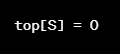 top[S] = 0